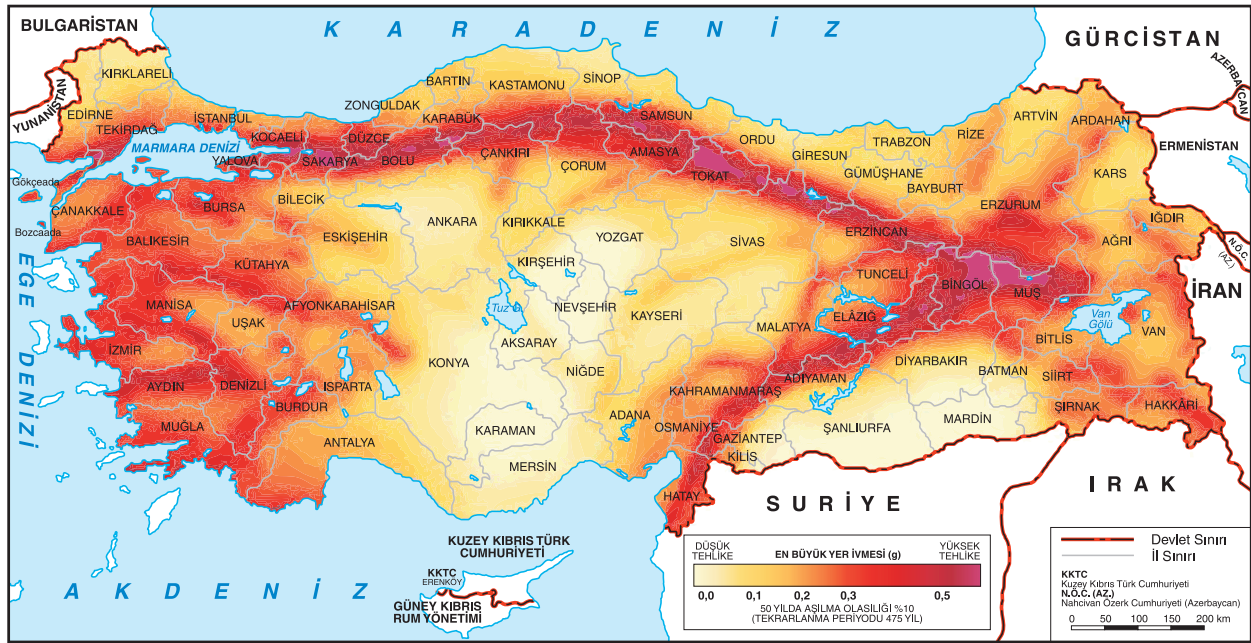 BULGARİSTAN
KARADENİZ
GÜRCİSTAN
AZERBAYCAN
YUNANİSTAN
ERMENİSTAN
KIRKLARELİ
EDİRNE
TEKİRDAĞ
İSTANBUL
MARMARA DENİZİ
KOCAELİ
YALOVA
SAKARYA
DÜZCE
BOLU
ZONGULDAK
BARTIN
KARABÜK
KASTAMONU
SİNOP
ÇANKIRI
SAMSUN
AMASYA
ÇORUM
TOKAT
ORDU
GİRESUN
TRABZON
GÜMÜŞHANE
BAYBURT
RİZE
ARTVİN
ARDAHAN
KARS
IĞDIR
AĞRI
ERZURUM
ERZİNCAN
Gökçeada
Bozcaada
ÇANAKKALE
BALIKESİR
BURSA
BİLECİK
ESKİŞEHİR
KÜTAHYA
ANKARA
KIRIKKALE
KIRŞEHİR
YOZGAT
SİVAS
TUNCELİ
BİNGÖL
MUŞ
Van
Gölü
VAN
BİTLİS
N.Ö.C.
(AZ.)
İRAN
EGE DENİZİ
MANİSA
UŞAK
AFYONKARAHİSAR
İZMİR
AYDIN
DENİZLİ
ISPARTA
BURDUR
MUĞLA
ANTALYA
KONYA
Tuz G.
AKSARAY
NEVŞEHİR
NİĞDE
KAYSERİ
KARAMAN
MERSİN
ADANA
OSMANİYE
KAHRAMANMARAŞ
MALATYA
ELÂZIĞ
ADIYAMAN
DİYARBAKIR
BATMAN
SİİRT
ŞIRNAK
HAKKÂRİ
MARDİN
ŞANLIURFA
GAZİANTEP
KİLİS
HATAY
SURİYE
IRAK
AKDENİZ
KUZEY KIBRIS TÜRK
CUMHURİYETİ
KKTC
ERENKÖY
GÜNEY KIBRIS
RUM YÖNETİMİ
DÜŞÜK
TEHLİKE
EN BÜYÜK YER İVMESİ (g)
YÜKSEK
TEHLİKE
0,0 0,1 0,2 0,3 0,5
50 YILDA AŞILMA OLASILIĞI %10
(TEKRARLANMA PERİYODU 475 YIL)
Devlet Sınırı
İl Sınırı
KKTC
Kuzey Kıbrıs Türk Cumhuriyeti
N.Ö.C. (AZ.)
Nahcivan Özerk Cumhuriyeti (Azerbaycan)
0 50 100 150 200 km